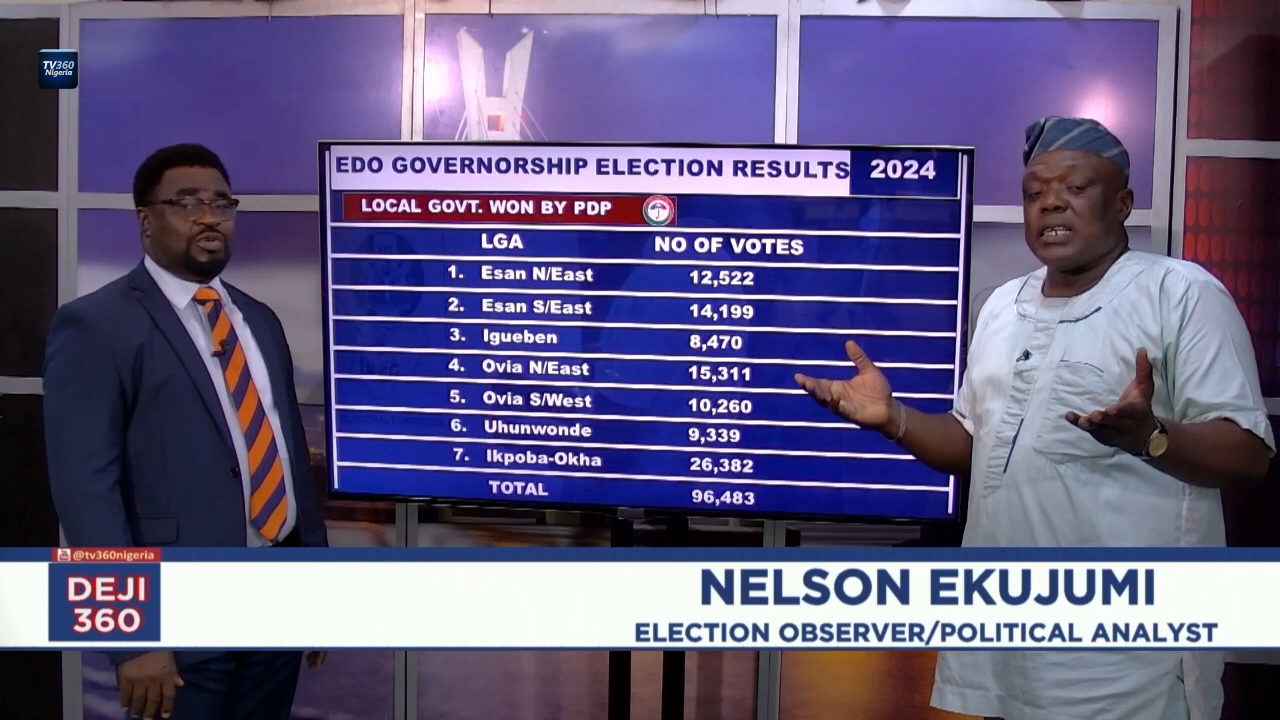 TV360
Nigeria
EDO GOVERNORSHIP ELECTION RESULTS 2024
LOCAL GOVT. WON BY PDP
LGA NO OF VOTES
1. Esan N/East 12,522
2. Esan S/East 14,199
3. Igueben 8,470
4. Ovia N/East 15,311
5. Ovia S/West 10,260
6. Uhunwonde 9,339
7. Ikpoba-Okha 26,382
TOTAL 96,483
@tv360nigeria
DEJI
360
NELSON EKUJUMI
ELECTION OBSERVER/POLITICAL ANALYST